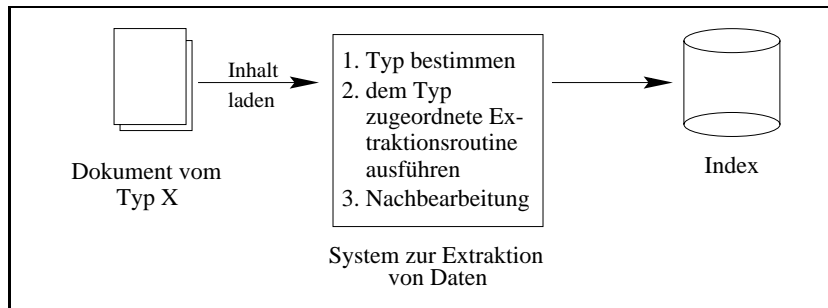 Inhalt
laden
Dokument vom
Typ X
1. Typ bestimmen
2. dem Typ
zugeordnete Ex-
traktionsroutine
ausführen
3. Nachbearbeitung
System zur Extraktion
von Daten
Index